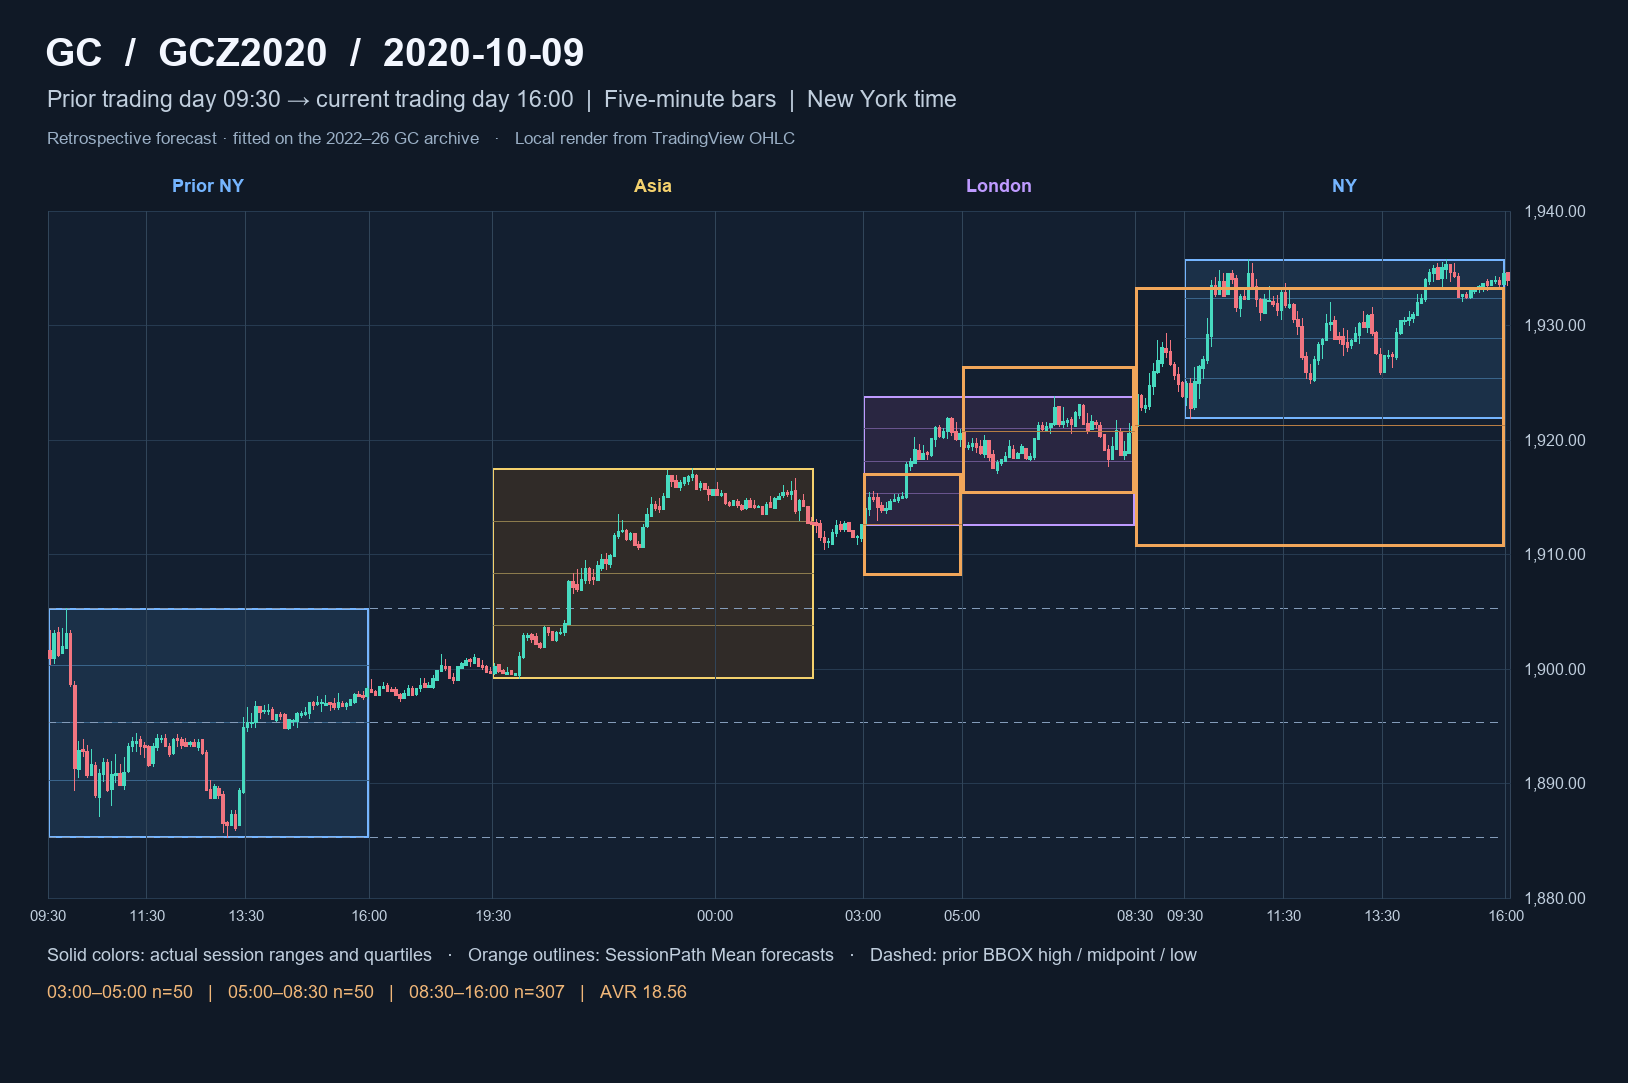 GC / GCZ2020 / 2020-10-09
Prior trading day 09:30 → current trading day 16:00 | Five-minute bars | New York time
Retrospective forecast · fitted on the 2022–26 GC archive · Local render from TradingView OHLC
Prior NY Asia London NY
1,940.00
1,930.00
1,920.00
1,910.00
1,900.00
1,890.00
1,880.00
09:30 11:30 13:30 16:00 19:30 00:00 03:00 05:00 08:30 09:30 11:30 13:30 16:00
Solid colors: actual session ranges and quartiles · Orange outlines: SessionPath Mean forecasts · Dashed: prior BBOX high / midpoint / low
03:00–05:00 n=50 | 05:00–08:30 n=50 | 08:30–16:00 n=307 | AVR 18.56